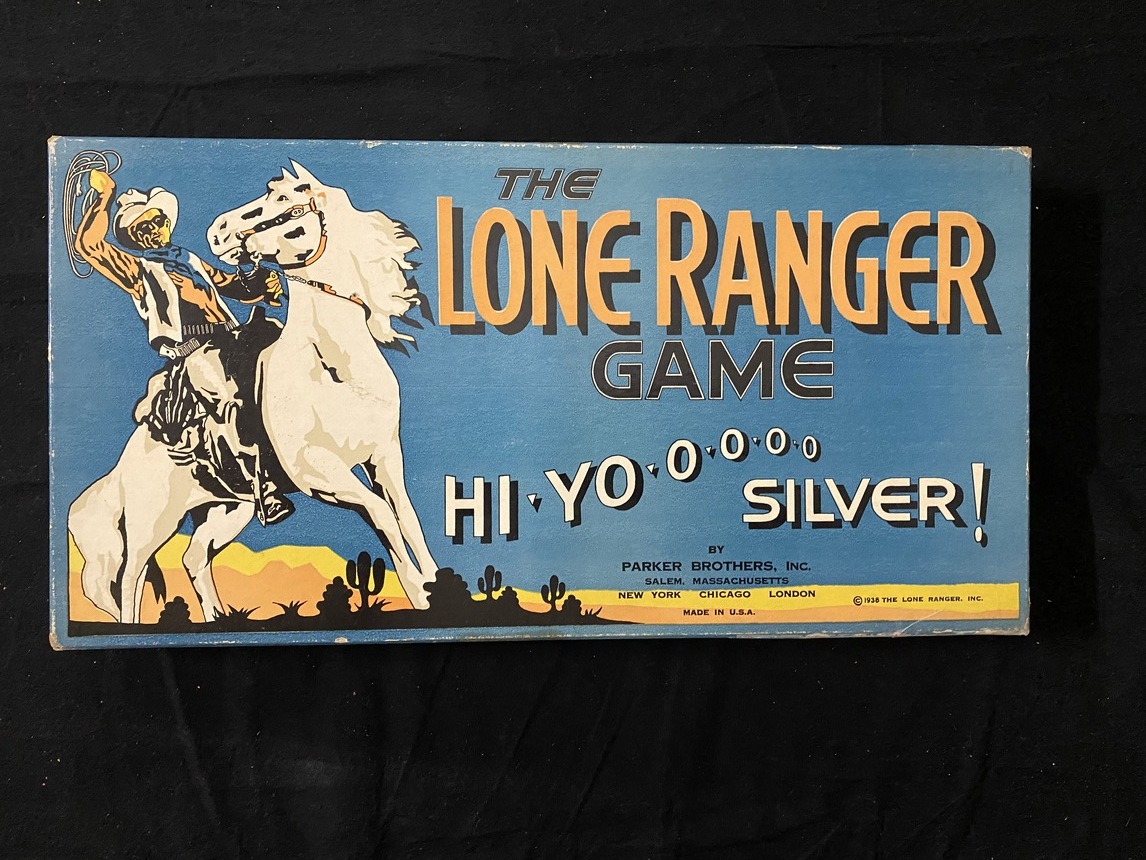 THE
LONE RANGER
GAME
HI-YO-O-O-O-O
SILVER!
BY
PARKER BROTHERS, INC.
SALEM, MASSACHUSETTS
NEW YORK CHICAGO LONDON
MADE IN U.S.A.
© 1938 THE LONE RANGER, INC.